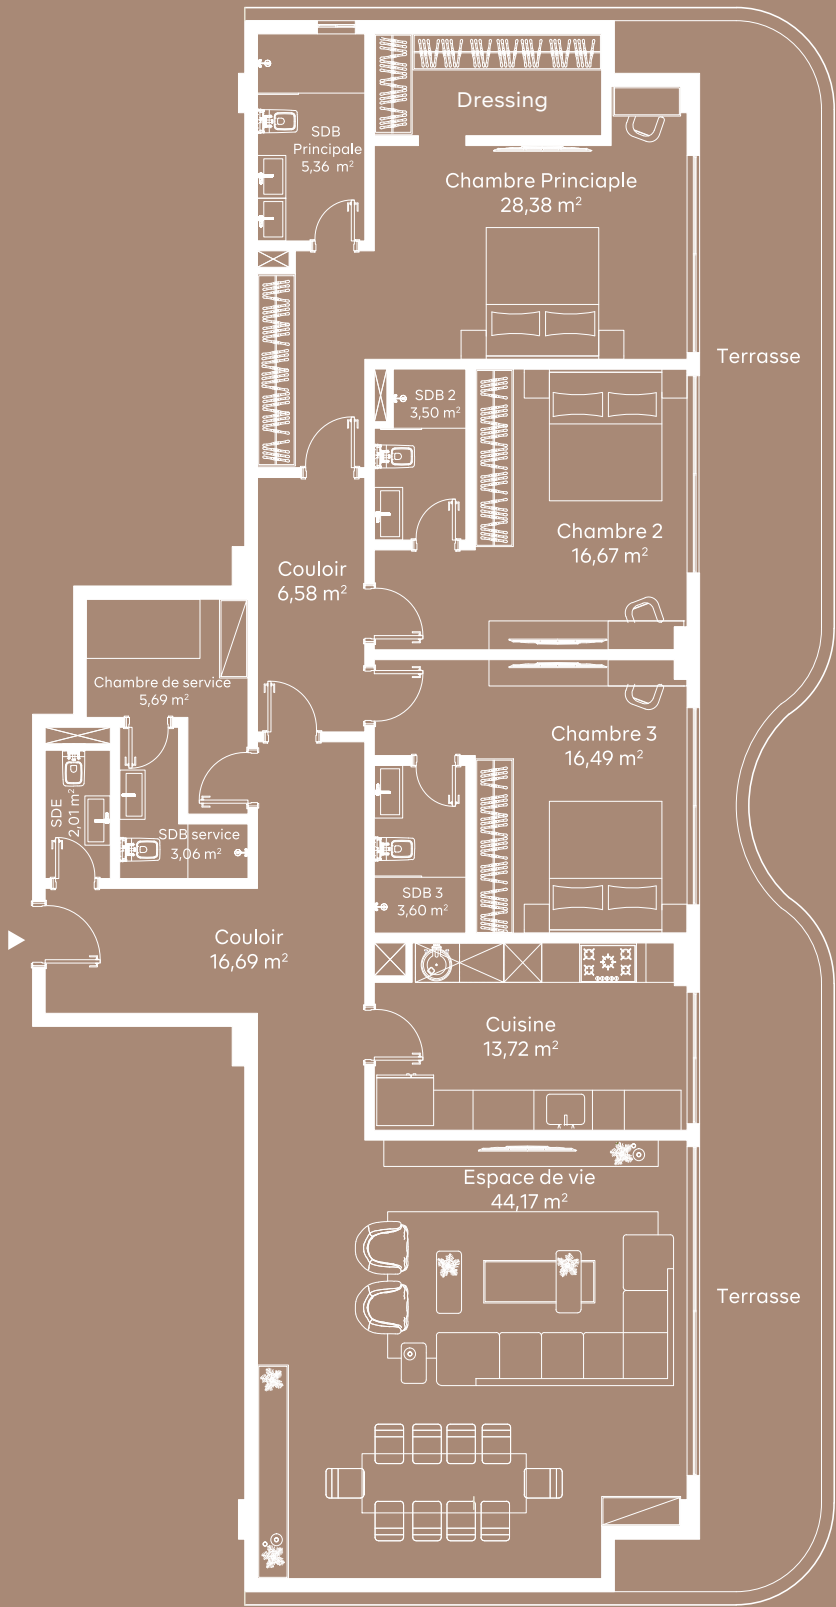 Dressing
SDB
Principale
5,36 m²
Chambre Princiaple
28,38 m²
Terrasse
SDB 2
3,50 m²
Chambre 2
16,67 m²
Couloir
6,58 m²
Chambre de service
5,69 m²
Chambre 3
16,49 m²
SDE
2,01 m²
SDB service
3,06 m²
SDB 3
3,60 m²
Couloir
16,69 m²
Cuisine
13,72 m²
Espace de vie
44,17 m²
Terrasse